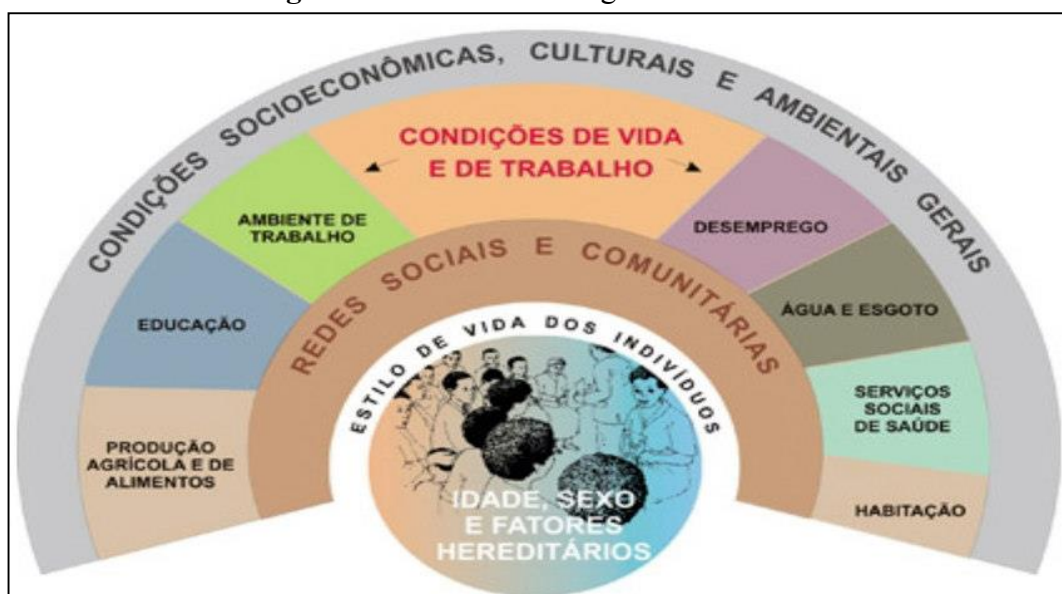 CONDIÇÕES SOCIOECONÔMICAS, CULTURAIS E AMBIENTAIS GERAIS
CONDIÇÕES DE VIDA
E DE TRABALHO
AMBIENTE DE
TRABALHO
DESEMPREGO
EDUCAÇÃO
ÁGUA E ESGOTO
PRODUÇÃO
AGRÍCOLA E DE
ALIMENTOS
SERVIÇOS
SOCIAIS
DE SAÚDE
HABITAÇÃO
REDES SOCIAIS E COMUNITÁRIAS
ESTILO DE VIDA DOS INDIVÍDUOS
IDADE, SEXO
E FATORES
HEREDITÁRIOS